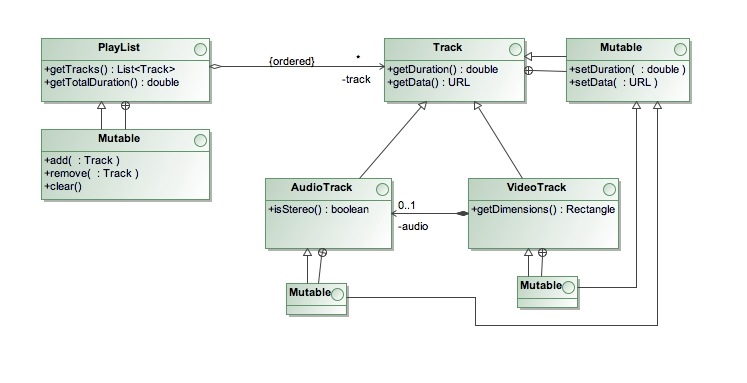 PlayList
+getTracks() : List<Track>
+getTotalDuration() : double
{ordered}
*
-track
Track
+getDuration() : double
+getData() : URL
Mutable
+setDuration( : double )
+setData( : URL )
Mutable
+add( : Track )
+remove( : Track )
+clear()
AudioTrack
+isStereo() : boolean
0..1
-audio
VideoTrack
+getDimensions() : Rectangle
Mutable
Mutable